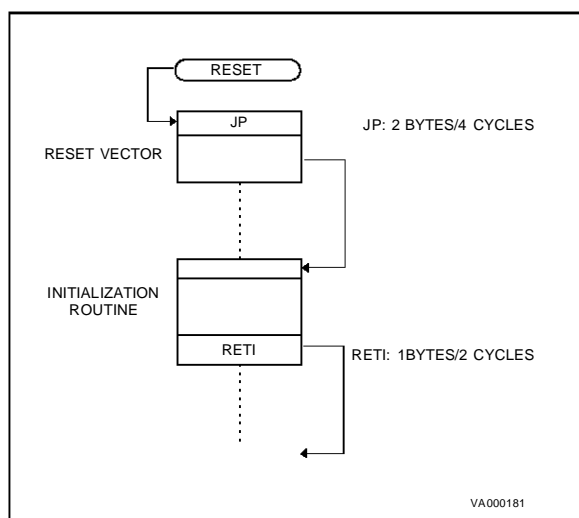 RESET
JP
JP: 2 BYTES/4 CYCLES
RESET VECTOR
INITIALIZATION
ROUTINE
RETI
RETI: 1BYTES/2 CYCLES
VA000181